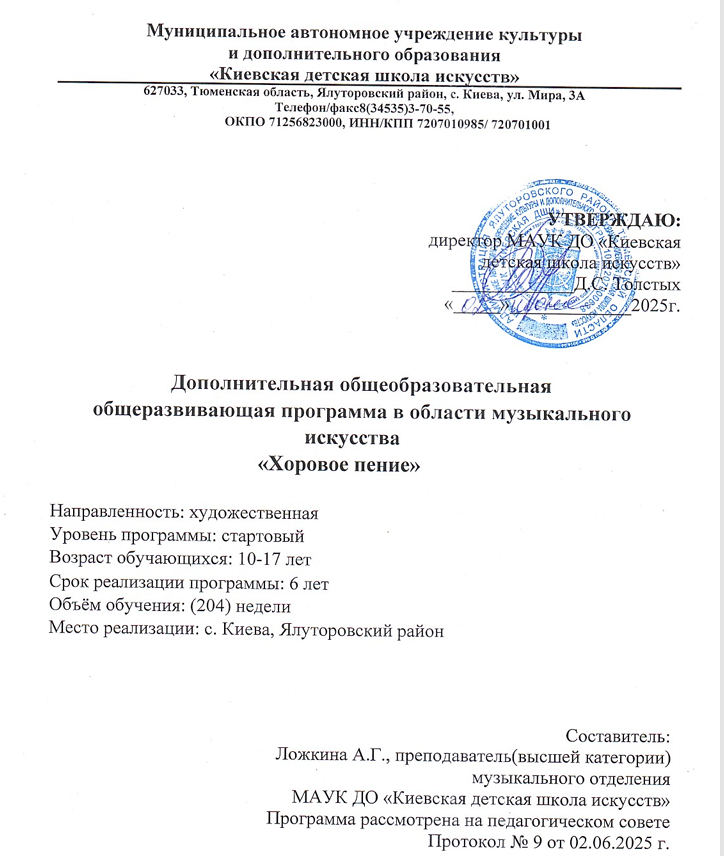 Муниципальное автономное учреждение культуры
и дополнительного образования
«Киевская детская школа искусств»
627033, Тюменская область, Ялуторовский район, с. Киева, ул. Мира, 3А
Телефон/факс8(34535)3-70-55,
ОКПО 71256823000, ИНН/КПП 7207010985/ 720701001
УТВЕРЖДАЮ:
директор МАУК ДО «Киевская
детская школа искусств»
Д.С. Толстых
« » 2025г.
Дополнительная общеобразовательная
общеразвивающая программа в области музыкального
искусства
«Хоровое пение»
Направленность: художественная
Уровень программы: стартовый
Возраст обучающихся: 10-17 лет
Срок реализации программы: 6 лет
Объём обучения: (204) недели
Место реализации: с. Киева, Ялуторовский район
Составитель:
Ложкина А.Г., преподаватель(высшей категории)
музыкального отделения
МАУК ДО «Киевская детская школа искусств»
Программа рассмотрена на педагогическом совете
Протокол № 9 от 02.06.2025 г.